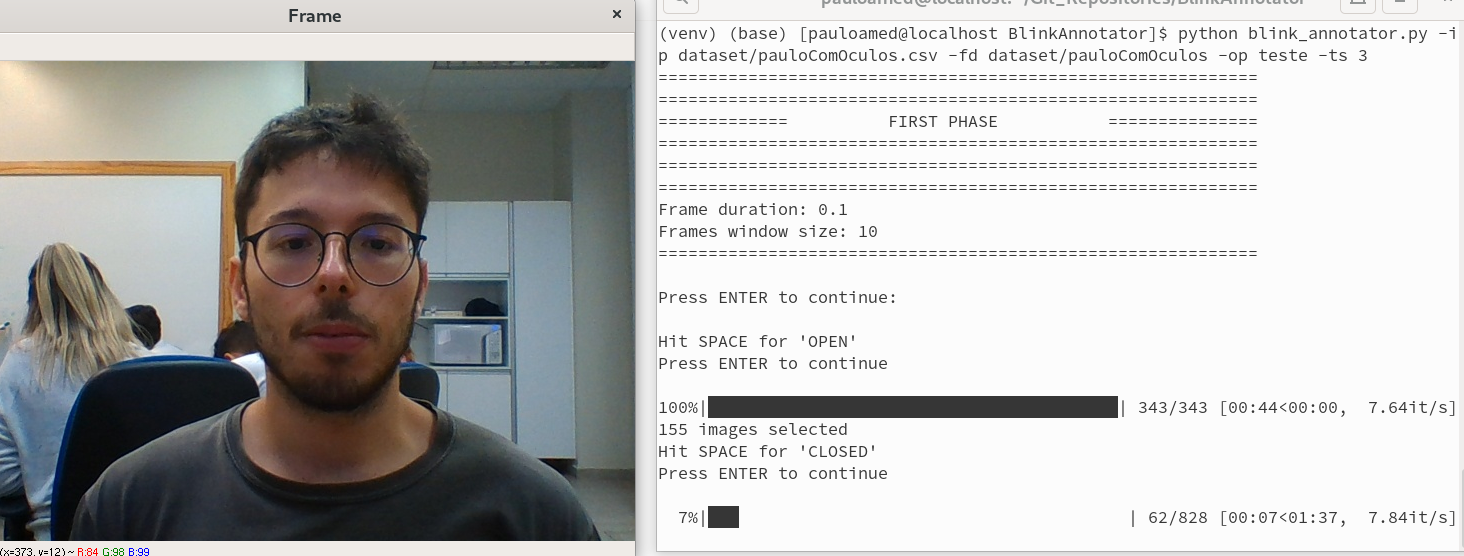 Frame
×
(x=373, y=12) ~ R:84 G:98 B:99
pauloamed@localhost: ~/Git_Repositories/BlinkAnnotator
(venv) (base) [pauloamed@localhost BlinkAnnotator]$ python blink_annotator.py -i
p dataset/pauloComOculos.csv -fd dataset/pauloComOculos -op teste -ts 3
============================================================
============================================================
============= FIRST PHASE ===============
============================================================
============================================================
============================================================
Frame duration: 0.1
Frames window size: 10
============================================================
Press ENTER to continue:
Hit SPACE for 'OPEN'
Press ENTER to continue
100%|█████████████████████████████████████████| 343/343 [00:44<00:00, 7.64it/s]
155 images selected
Hit SPACE for 'CLOSED'
Press ENTER to continue
7%|███ | 62/828 [00:07<01:37, 7.84it/s]